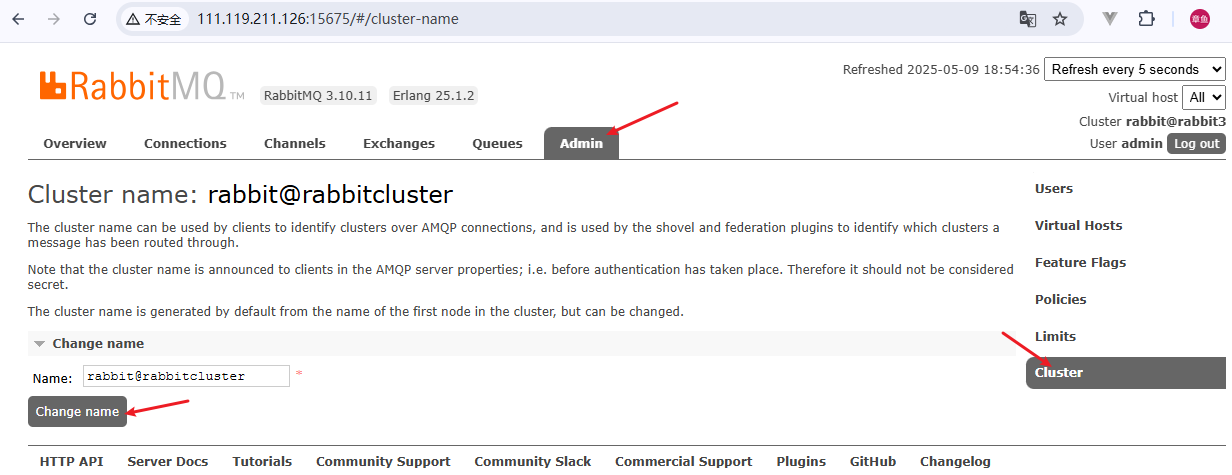 不安全 111.119.211.126:15675/#/cluster-name 章鱼
Refreshed 2025-05-09 18:54:36 Refresh every 5 seconds
RabbitMQ TM RabbitMQ 3.10.11 Erlang 25.1.2
Virtual host All
Cluster rabbit@rabbit3
User admin Log out
Overview Connections Channels Exchanges Queues Admin
Cluster name: rabbit@rabbitcluster
The cluster name can be used by clients to identify clusters over AMQP connections, and is used by the shovel and federation plugins to identify which clusters a
message has been routed through.
Note that the cluster name is announced to clients in the AMQP server properties; i.e. before authentication has taken place. Therefore it should not be considered
secret.
The cluster name is generated by default from the name of the first node in the cluster, but can be changed.
Change name
Name: rabbit@rabbitcluster *
Change name
Users
Virtual Hosts
Feature Flags
Policies
Limits
Cluster
HTTP API Server Docs Tutorials Community Support Community Slack Commercial Support Plugins GitHub Changelog